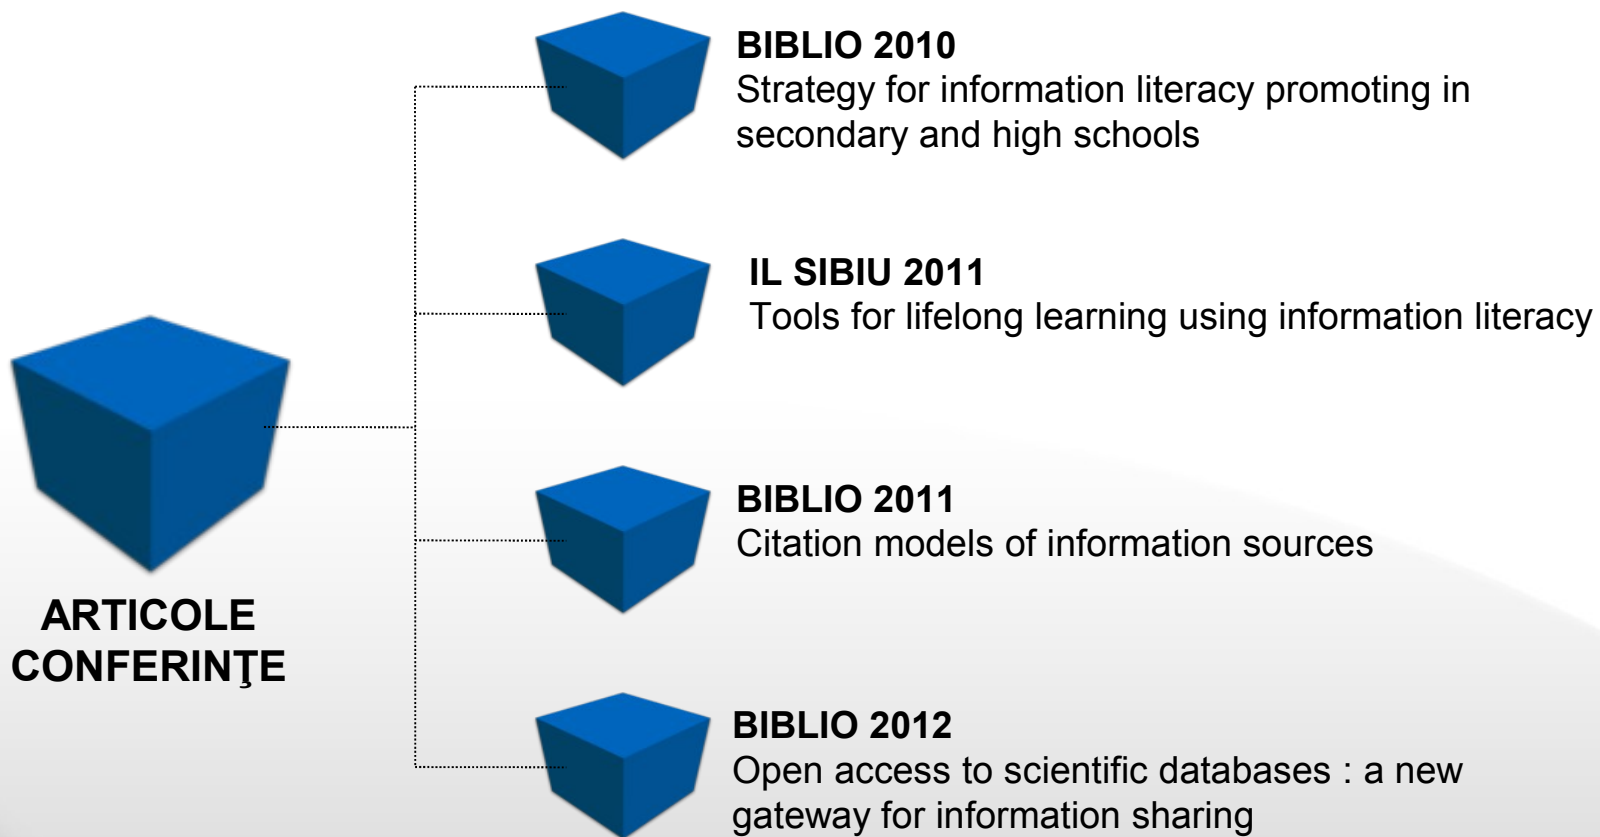 BIBLIO 2010
Strategy for information literacy promoting in
secondary and high schools
IL SIBIU 2011
Tools for lifelong learning using information literacy
ARTICOLE
CONFERINŢE
BIBLIO 2011
Citation models of information sources
BIBLIO 2012
Open access to scientific databases : a new
gateway for information sharing